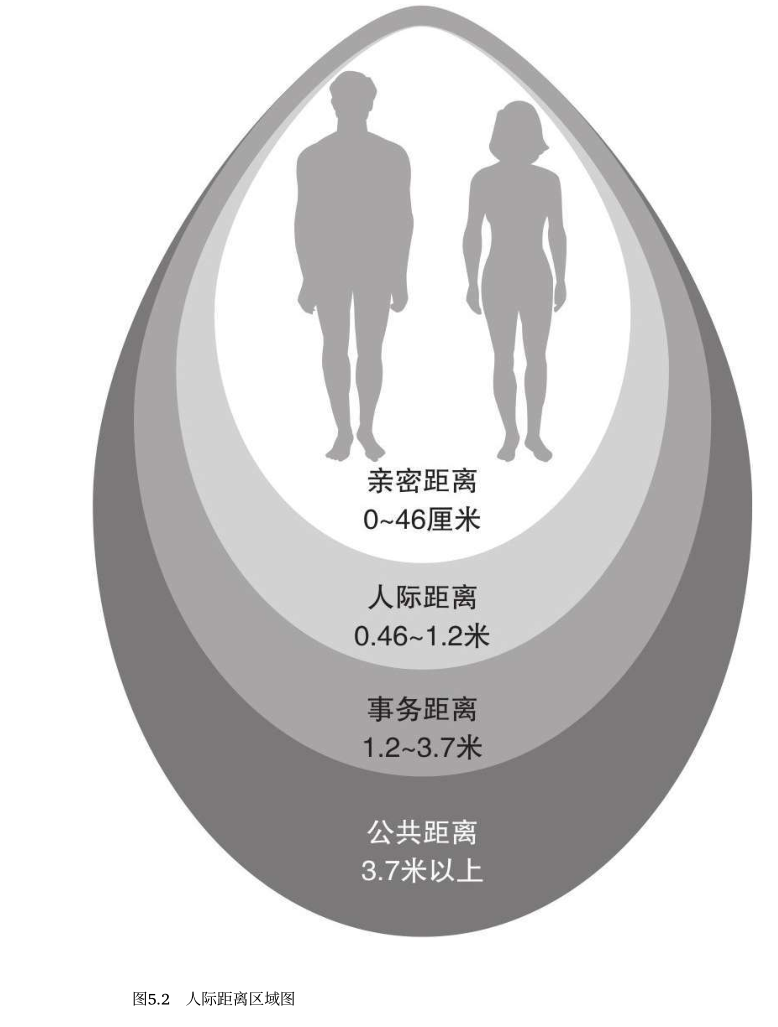 亲密距离
0~46厘米
人际距离
0.46~1.2米
事务距离
1.2~3.7米
公共距离
3.7米以上
图5.2　人际距离区域图